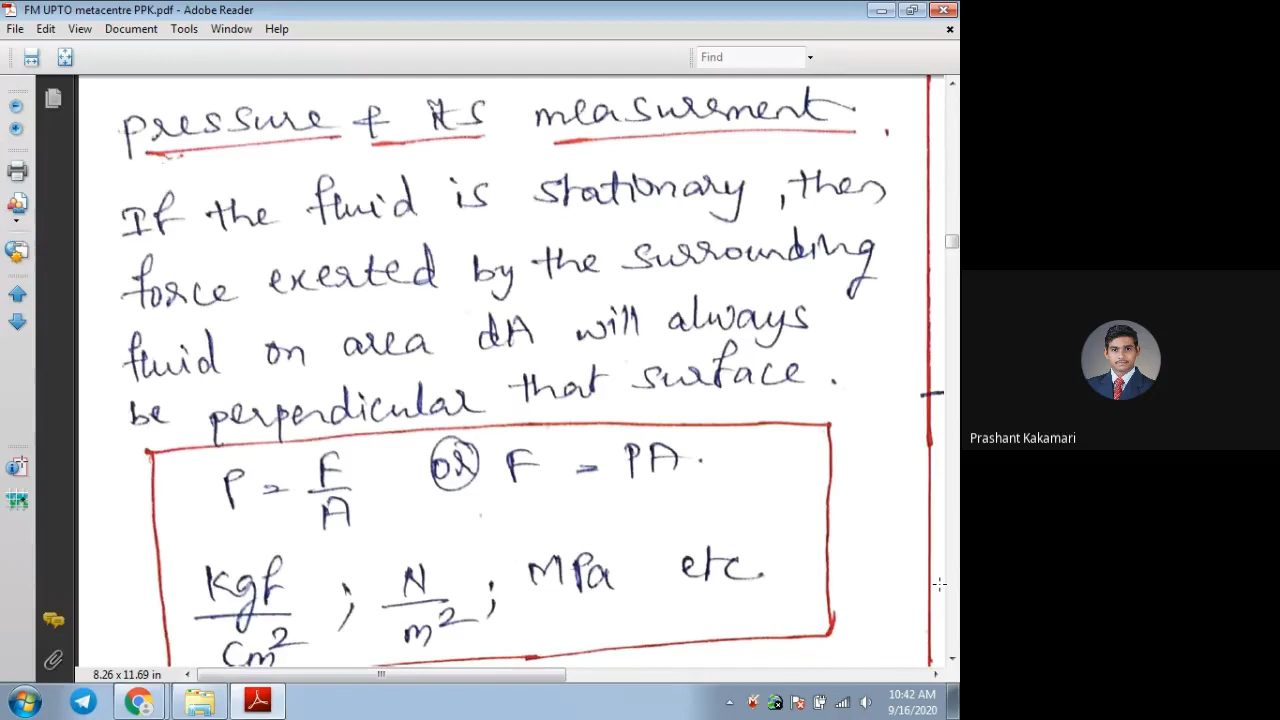 FM UPTO metacentre PPK.pdf - Adobe Reader
File Edit View Document Tools Window Help
Find
pressure & its measurement.
If the fluid is stationary, then
force exerted by the surrounding
fluid on area dA will always
be perpendicular that surface.
P = F/A or F = PA.
Kgf/cm² ; N/m² ; MPa etc.
8.26 x 11.69 in
Prashant Kakamari
10:42 AM
9/16/2020